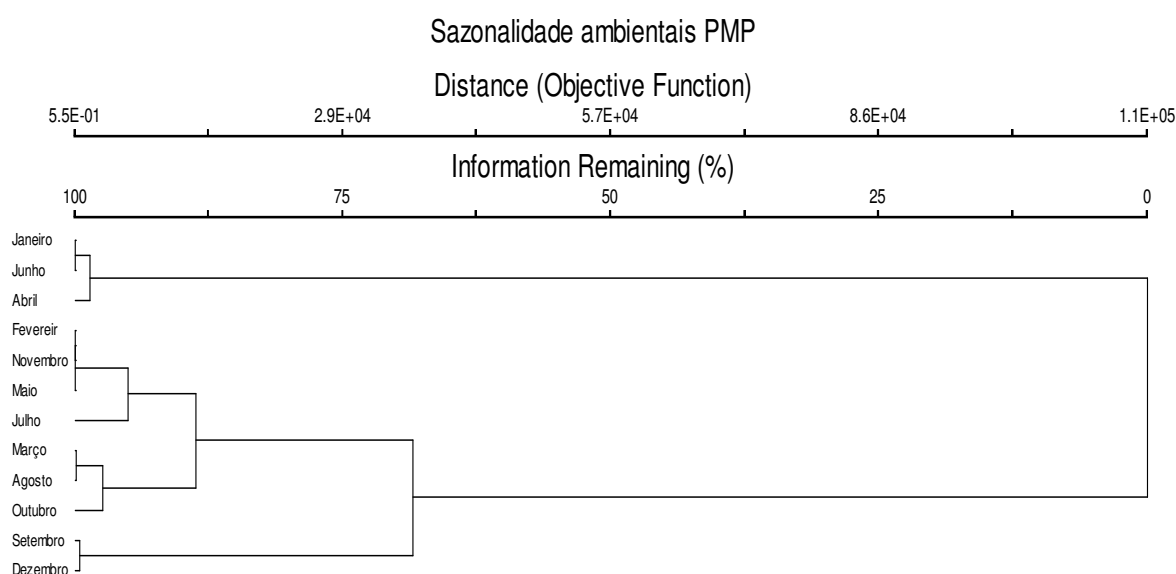 Sazonalidade ambientais PMP
Distance (Objective Function)
5.5E-01 2.9E+04 5.7E+04 8.6E+04 1.1E+05
Information Remaining (%)
100 75 50 25 0
Janeiro
Junho
Abril
Fevereir
Novembro
Maio
Julho
Março
Agosto
Outubro
Setembro
Dezembro